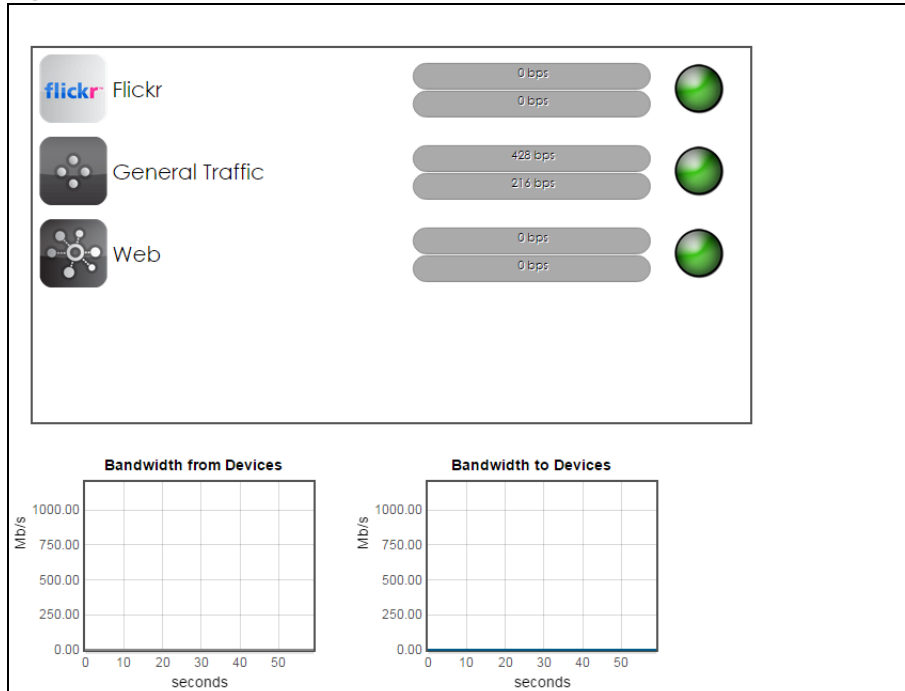 flickr Flickr
0 bps
0 bps
General Traffic
428 bps
216 bps
Web
0 bps
0 bps
Bandwidth from Devices
Mb/s
1000.00
750.00
500.00
250.00
0.00
0 10 20 30 40 50
seconds
Bandwidth to Devices
Mb/s
1000.00
750.00
500.00
250.00
0.00
0 10 20 30 40 50
seconds